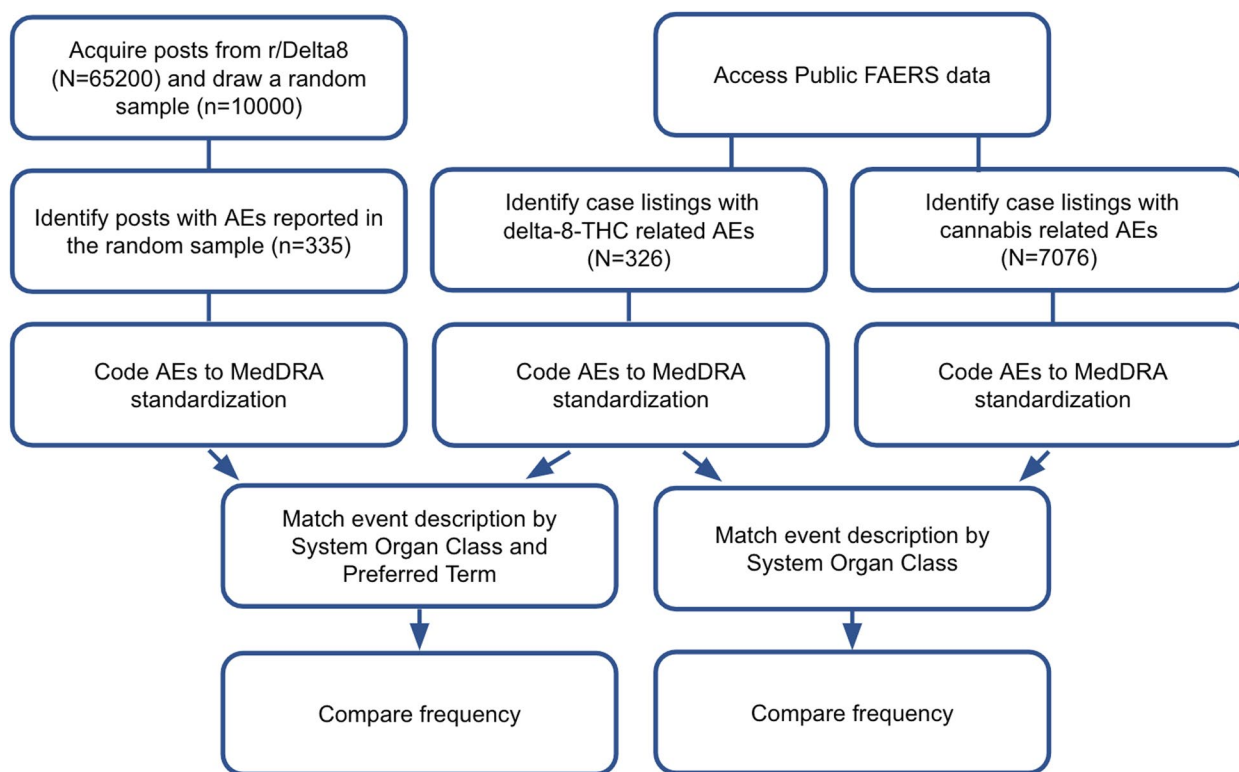 Acquire posts from r/Delta8
(N=65200) and draw a random
sample (n=10000)
Access Public FAERS data
Identify posts with AEs reported in
the random sample (n=335)
Identify case listings with
delta-8-THC related AEs
(N=326)
Identify case listings with
cannabis related AEs
(N=7076)
Code AEs to MedDRA
standardization
Code AEs to MedDRA
standardization
Code AEs to MedDRA
standardization
Match event description by
System Organ Class and
Preferred Term
Match event description by
System Organ Class
Compare frequency
Compare frequency